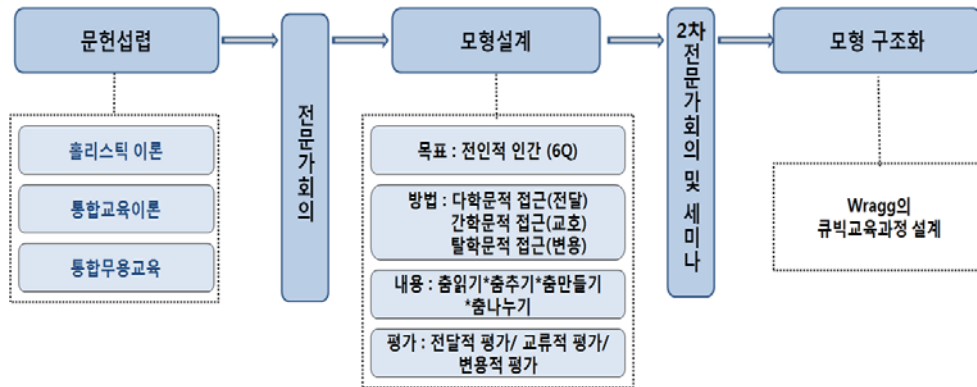 문헌섭렵
홀리스틱 이론
통합교육이론
통합무용교육
전문가회의
모형설계
목표 : 전인적 인간 (6Q)
방법 : 다학문적 접근(전달)
간학문적 접근(교호)
탈학문적 접근(변용)
내용 : 춤읽기*춤추기*춤만들기
*춤나누기
평가 : 전달적 평가/ 교류적 평가/
변용적 평가
2차 전문가회의 및 세미나
모형 구조화
Wragg의
큐빅교육과정 설계